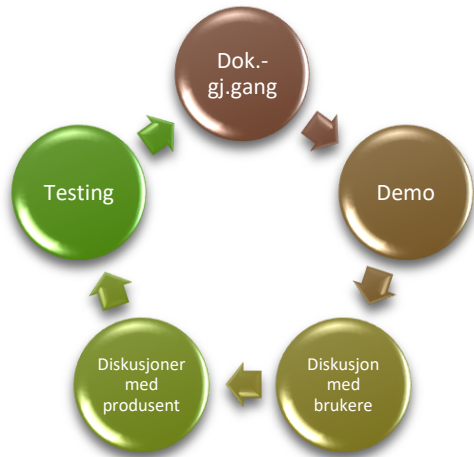 Dok.-
gj.gang
Demo
Diskusjon
med
brukere
Diskusjoner
med
produsent
Testing